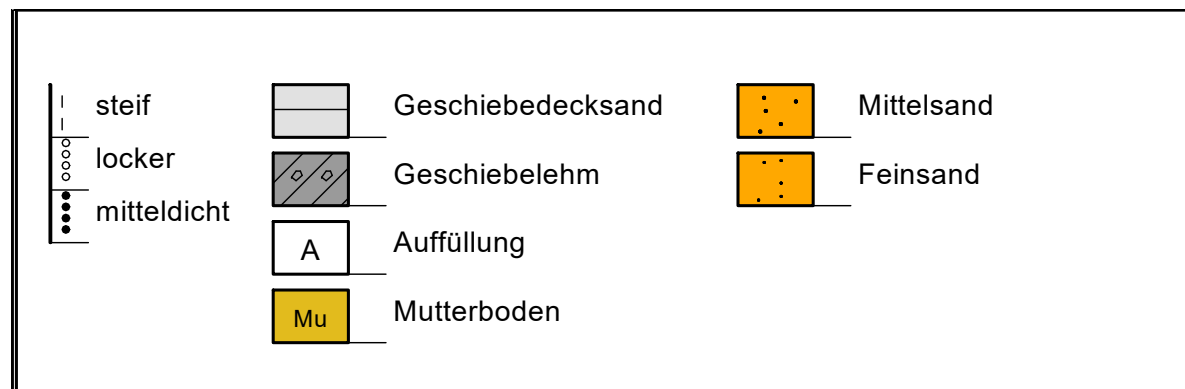 steif
locker
mitteldicht
Geschiebedecksand
Geschiebelehm
A Auffüllung
Mu Mutterboden
Mittelsand
Feinsand